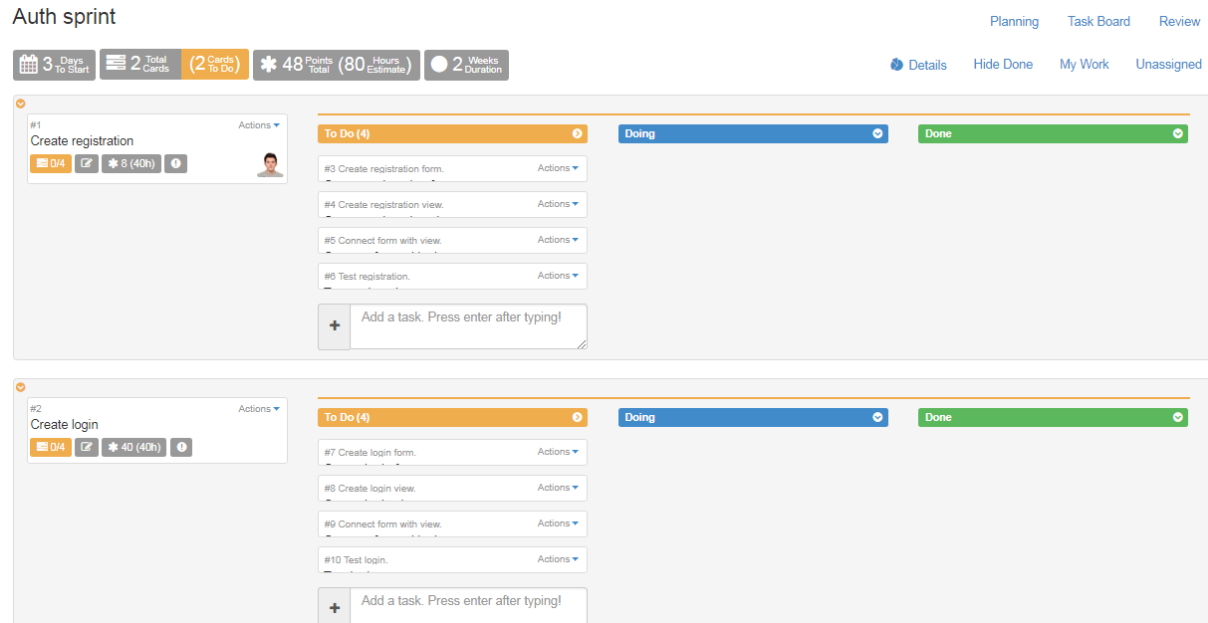 Auth sprint
Planning Task Board Review
3 Days To Start 2 Total Cards (2 Cards To Do) 48 Points Total (80 Hours Estimate) 2 Weeks Duration
Details Hide Done My Work Unassigned
#1 Actions
Create registration
0/4 8 (40h)
To Do (4) Doing Done
#3 Create registration form. Actions
#4 Create registration view. Actions
#5 Connect form with view. Actions
#6 Test registration. Actions
+ Add a task. Press enter after typing!
#2 Actions
Create login
0/4 40 (40h)
To Do (4) Doing Done
#7 Create login form. Actions
#8 Create login view. Actions
#9 Connect form with view. Actions
#10 Test login. Actions
+ Add a task. Press enter after typing!